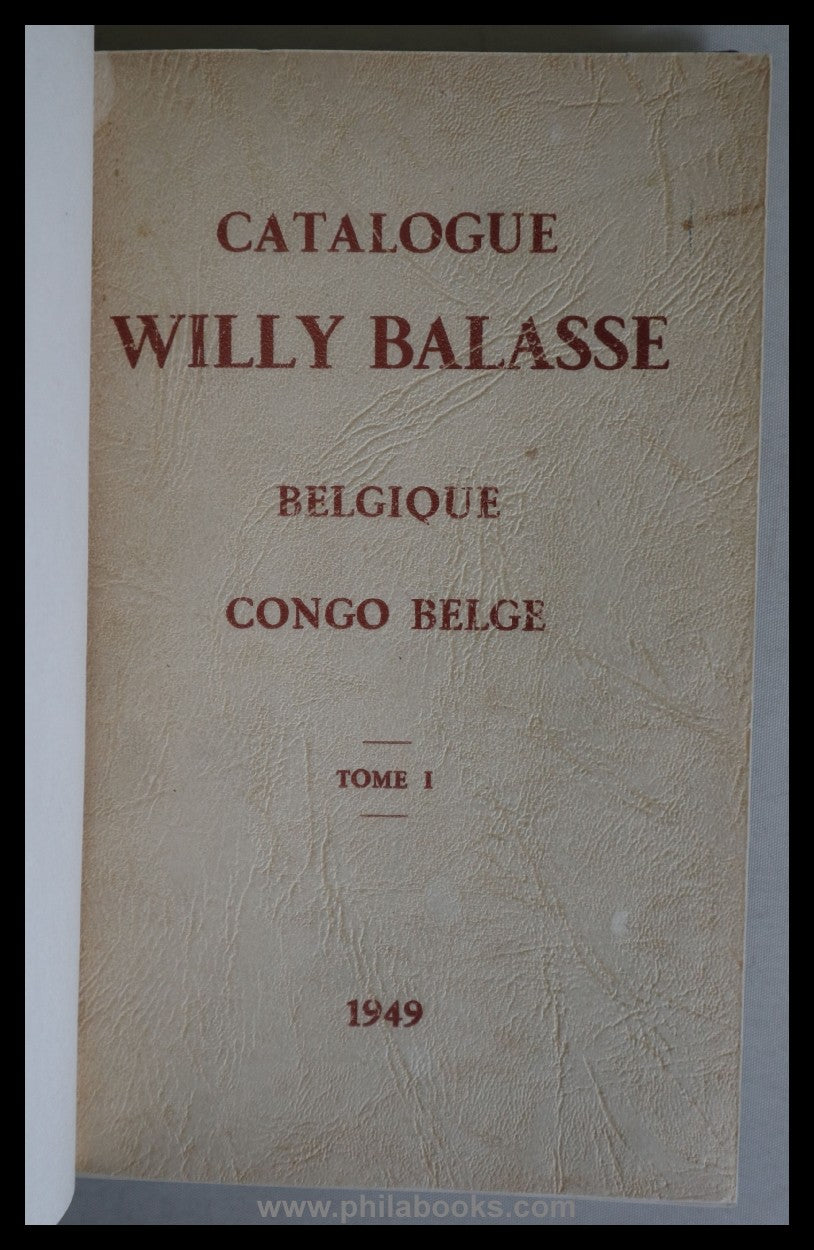 CATALOGUE
WILLY BALASSE
BELGIQUE
CONGO BELGE
TOME I
1949
www.philabooks.com